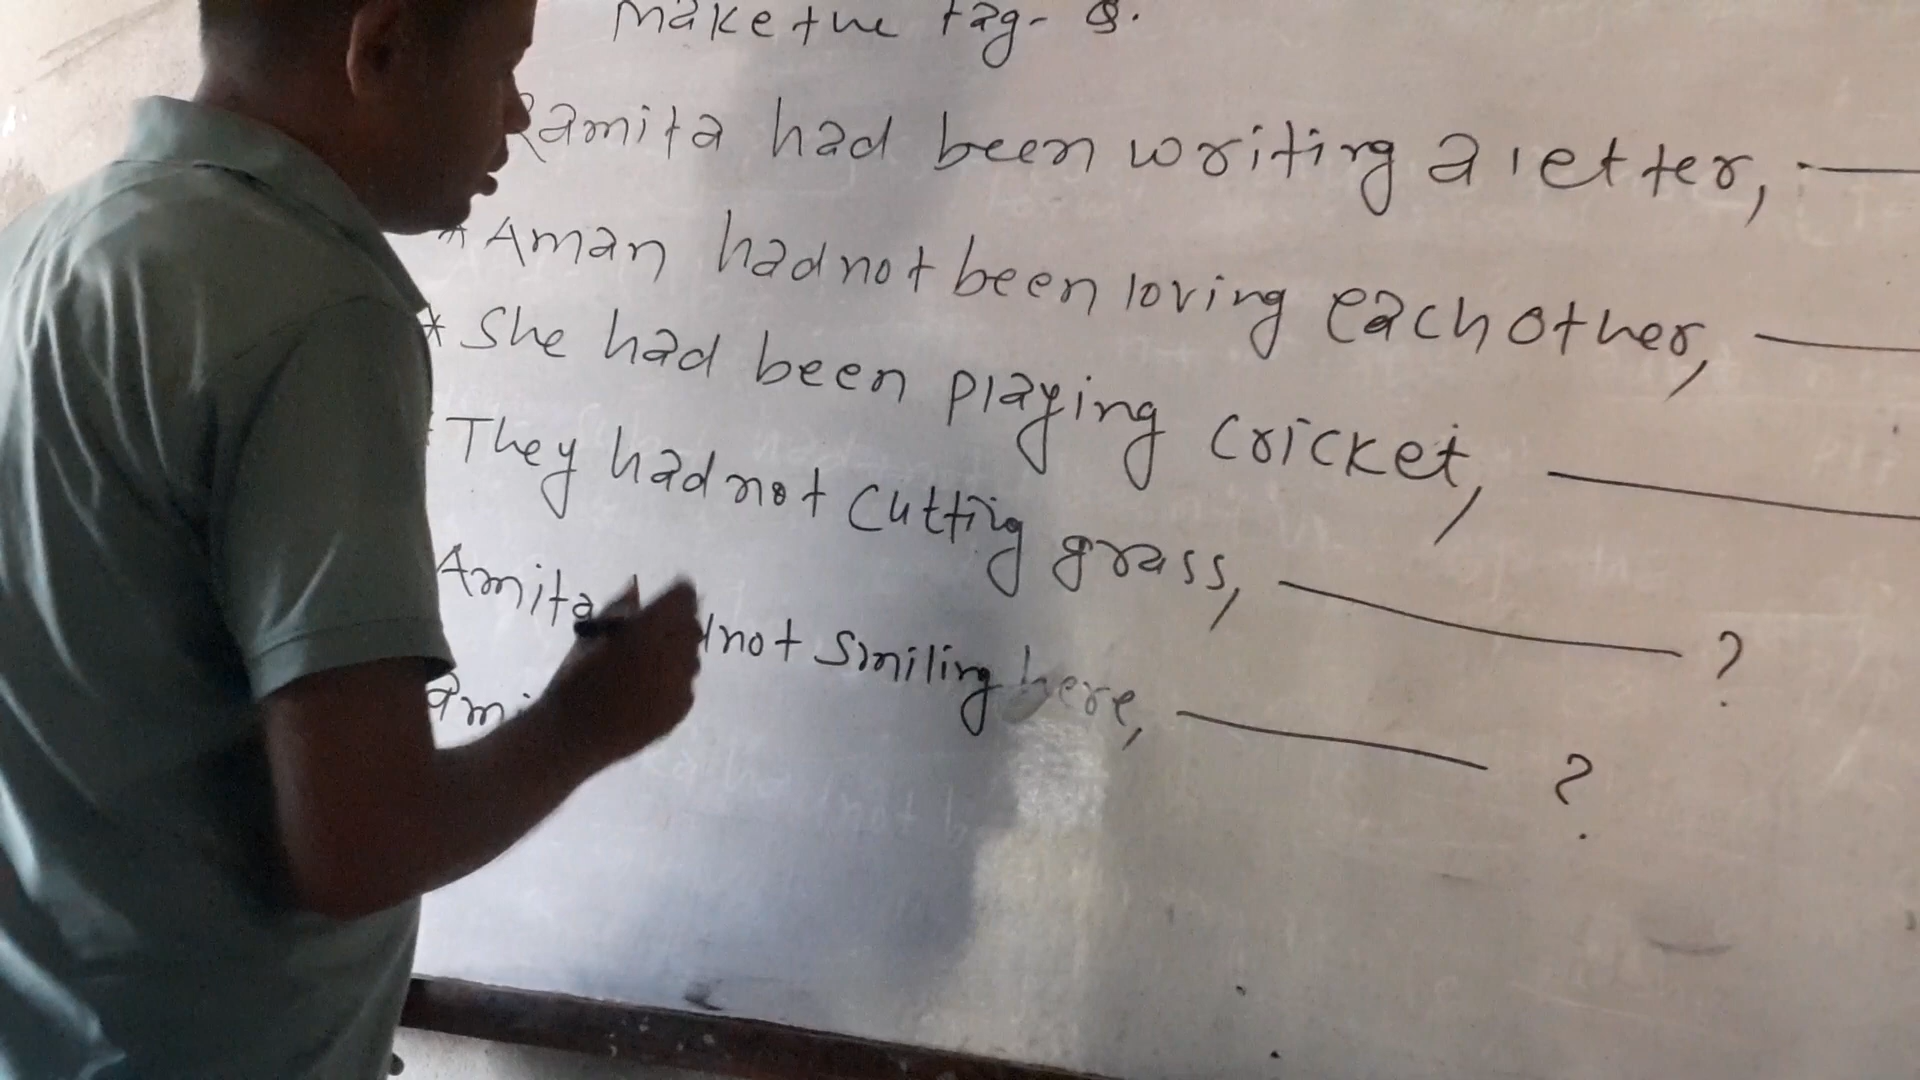 Make the tag- Q.
Ramita had been writing a letter,
* Aman had not been loving each other,
* She had been playing cricket,
* They had not cutting grass, ?
Amita not smiling here, ?